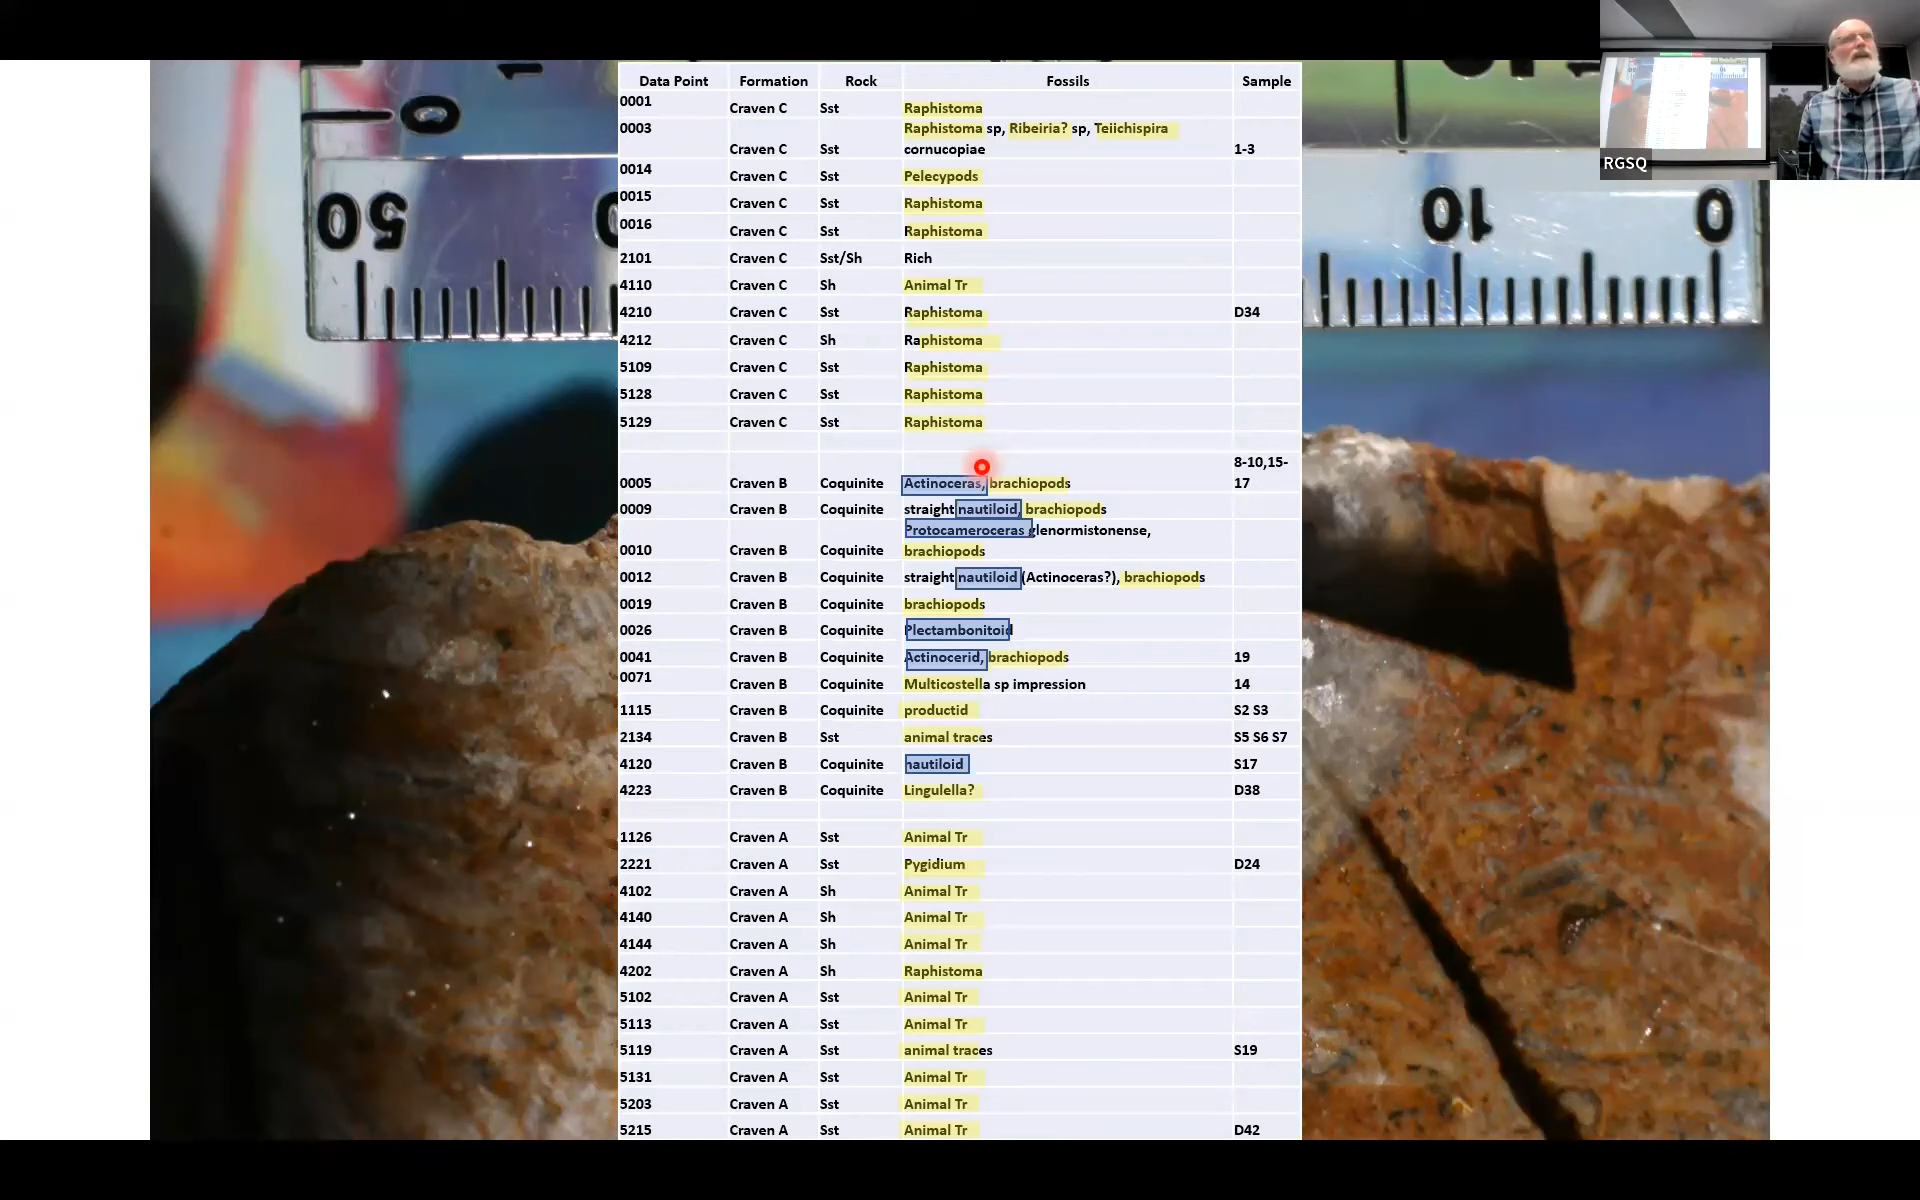 RGSQ
0
50
0
10
0
Data Point Formation Rock Fossils Sample
0001 Craven C Sst Raphistoma
0003 Craven C Sst Raphistoma sp, Ribeiria? sp, Teiichispira
cornucopiae 1-3
0014 Craven C Sst Pelecypods
0015 Craven C Sst Raphistoma
0016 Craven C Sst Raphistoma
2101 Craven C Sst/Sh Rich
4110 Craven C Sh Animal Tr
4210 Craven C Sst Raphistoma D34
4212 Craven C Sh Raphistoma
5109 Craven C Sst Raphistoma
5128 Craven C Sst Raphistoma
5129 Craven C Sst Raphistoma
8-10,15-
0005 Craven B Coquinite Actinoceras, brachiopods 17
0009 Craven B Coquinite straight nautiloid, brachiopods
Protocameroceras glenormistonense,
0010 Craven B Coquinite brachiopods
0012 Craven B Coquinite straight nautiloid (Actinoceras?), brachiopods
0019 Craven B Coquinite brachiopods
0026 Craven B Coquinite Plectambonitoid
0041 Craven B Coquinite Actinocerid, brachiopods 19
0071 Craven B Coquinite Multicostella sp impression 14
1115 Craven B Coquinite productid S2 S3
2134 Craven B Sst animal traces S5 S6 S7
4120 Craven B Coquinite nautiloid S17
4223 Craven B Coquinite Lingulella? D38
1126 Craven A Sst Animal Tr
2221 Craven A Sst Pygidium D24
4102 Craven A Sh Animal Tr
4140 Craven A Sh Animal Tr
4144 Craven A Sh Animal Tr
4202 Craven A Sh Raphistoma
5102 Craven A Sst Animal Tr
5113 Craven A Sst Animal Tr
5119 Craven A Sst animal traces S19
5131 Craven A Sst Animal Tr
5203 Craven A Sst Animal Tr
5215 Craven A Sst Animal Tr D42